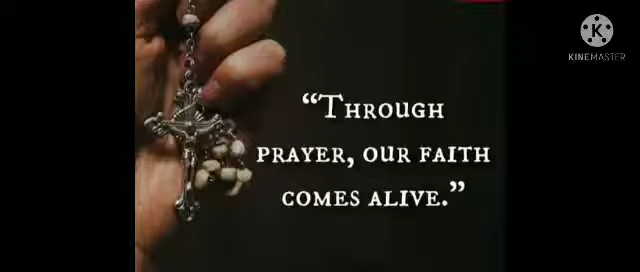 “THROUGH
PRAYER, OUR FAITH
COMES ALIVE.”
KINEMASTER